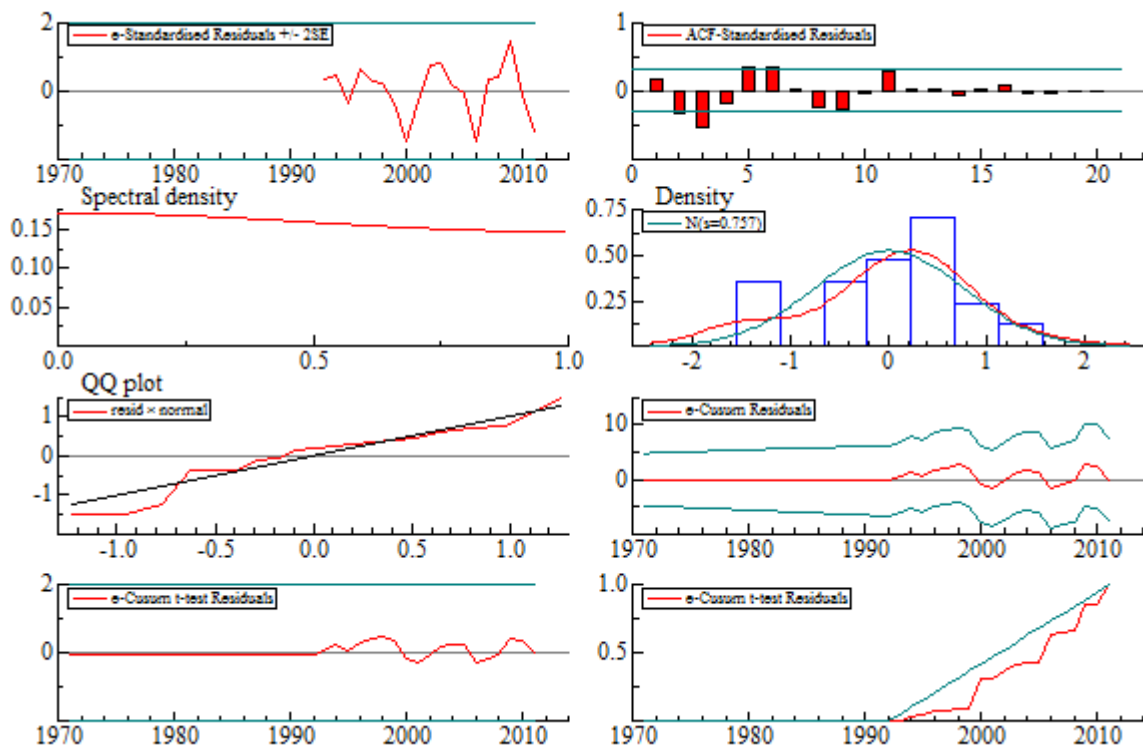 2
e-Standardised Residuals +/- 2SE
0
1970 1980 1990 2000 2010
1
ACF-Standardised Residuals
0
0 5 10 15 20
Spectral density
0.15
0.10
0.05
0.0 0.5 1.0
Density
0.75
N(s=0.757)
0.50
0.25
-2 -1 0 1 2
QQ plot
resid × normal
1
0
-1
-1.0 -0.5 0.0 0.5 1.0
e-Cusum Residuals
10
0
1970 1980 1990 2000 2010
2
e-Cusum t-test Residuals
0
1970 1980 1990 2000 2010
1.0
e-Cusum t-test Residuals
0.5
1970 1980 1990 2000 2010